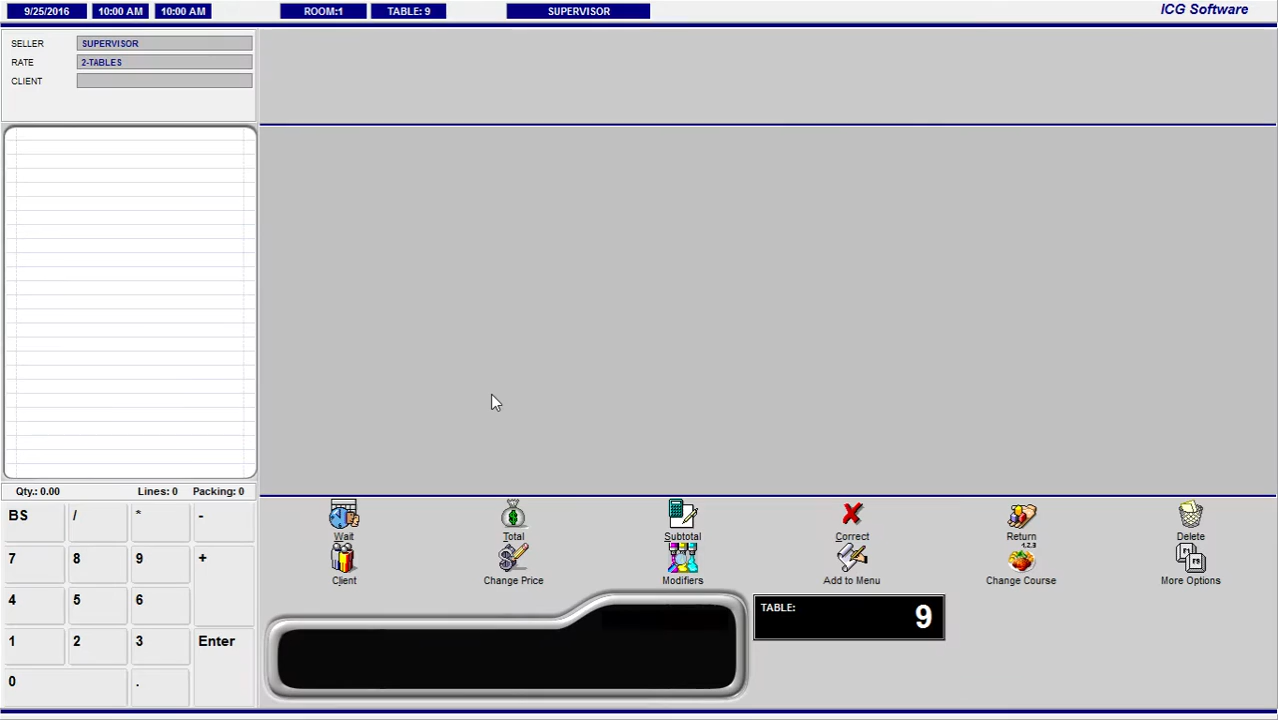 9/25/2016 10:00 AM 10:00 AM ROOM:1 TABLE: 9 SUPERVISOR ICG Software
SELLER SUPERVISOR
RATE 2-TABLES
CLIENT
Qty.: 0.00 Lines: 0 Packing: 0
BS / * -
7 8 9 +
4 5 6
1 2 3 Enter
0 .
Wait Total Subtotal Correct Return Delete
1,2,3
Client Change Price Modifiers Add to Menu Change Course More Options
TABLE: 9